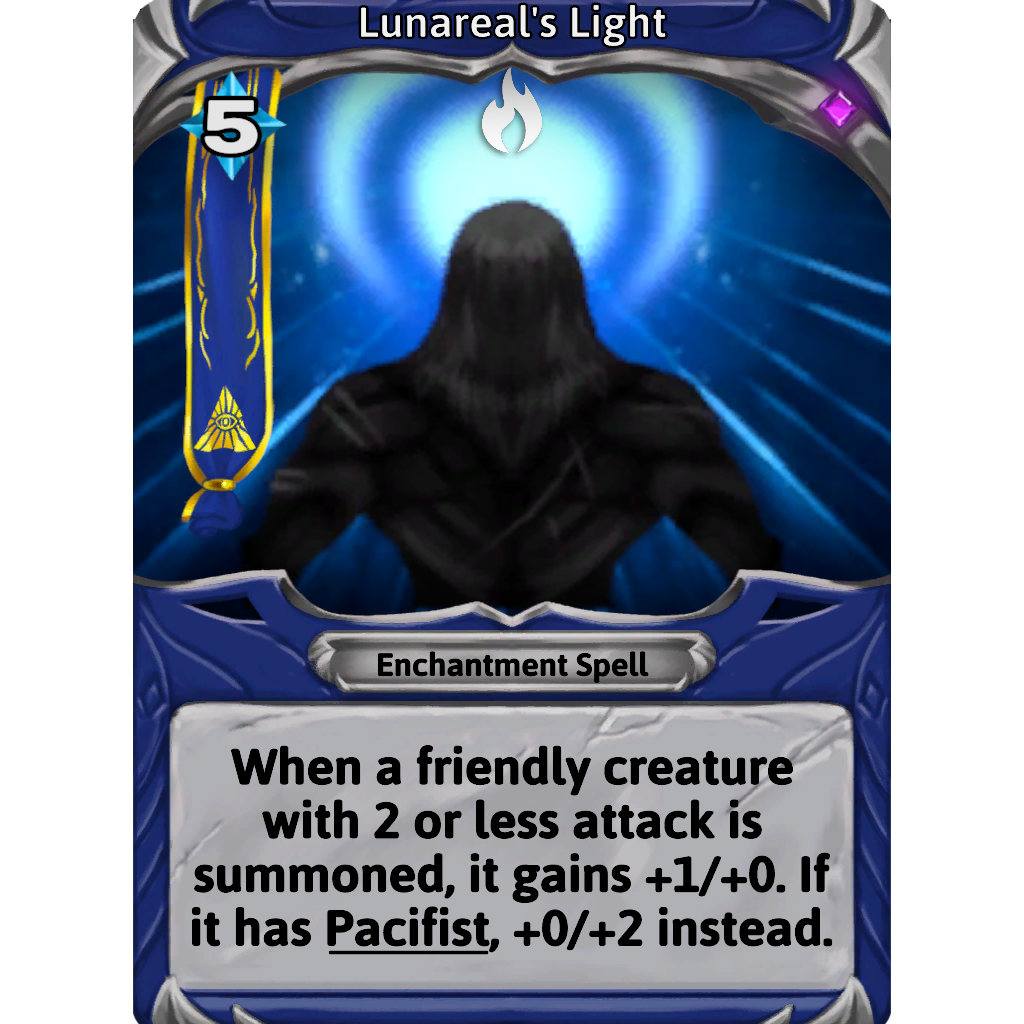 Lunareal's Light
5
Enchantment Spell
When a friendly creature
with 2 or less attack is
summoned, it gains +1/+0. If
it has Pacifist, +0/+2 instead.